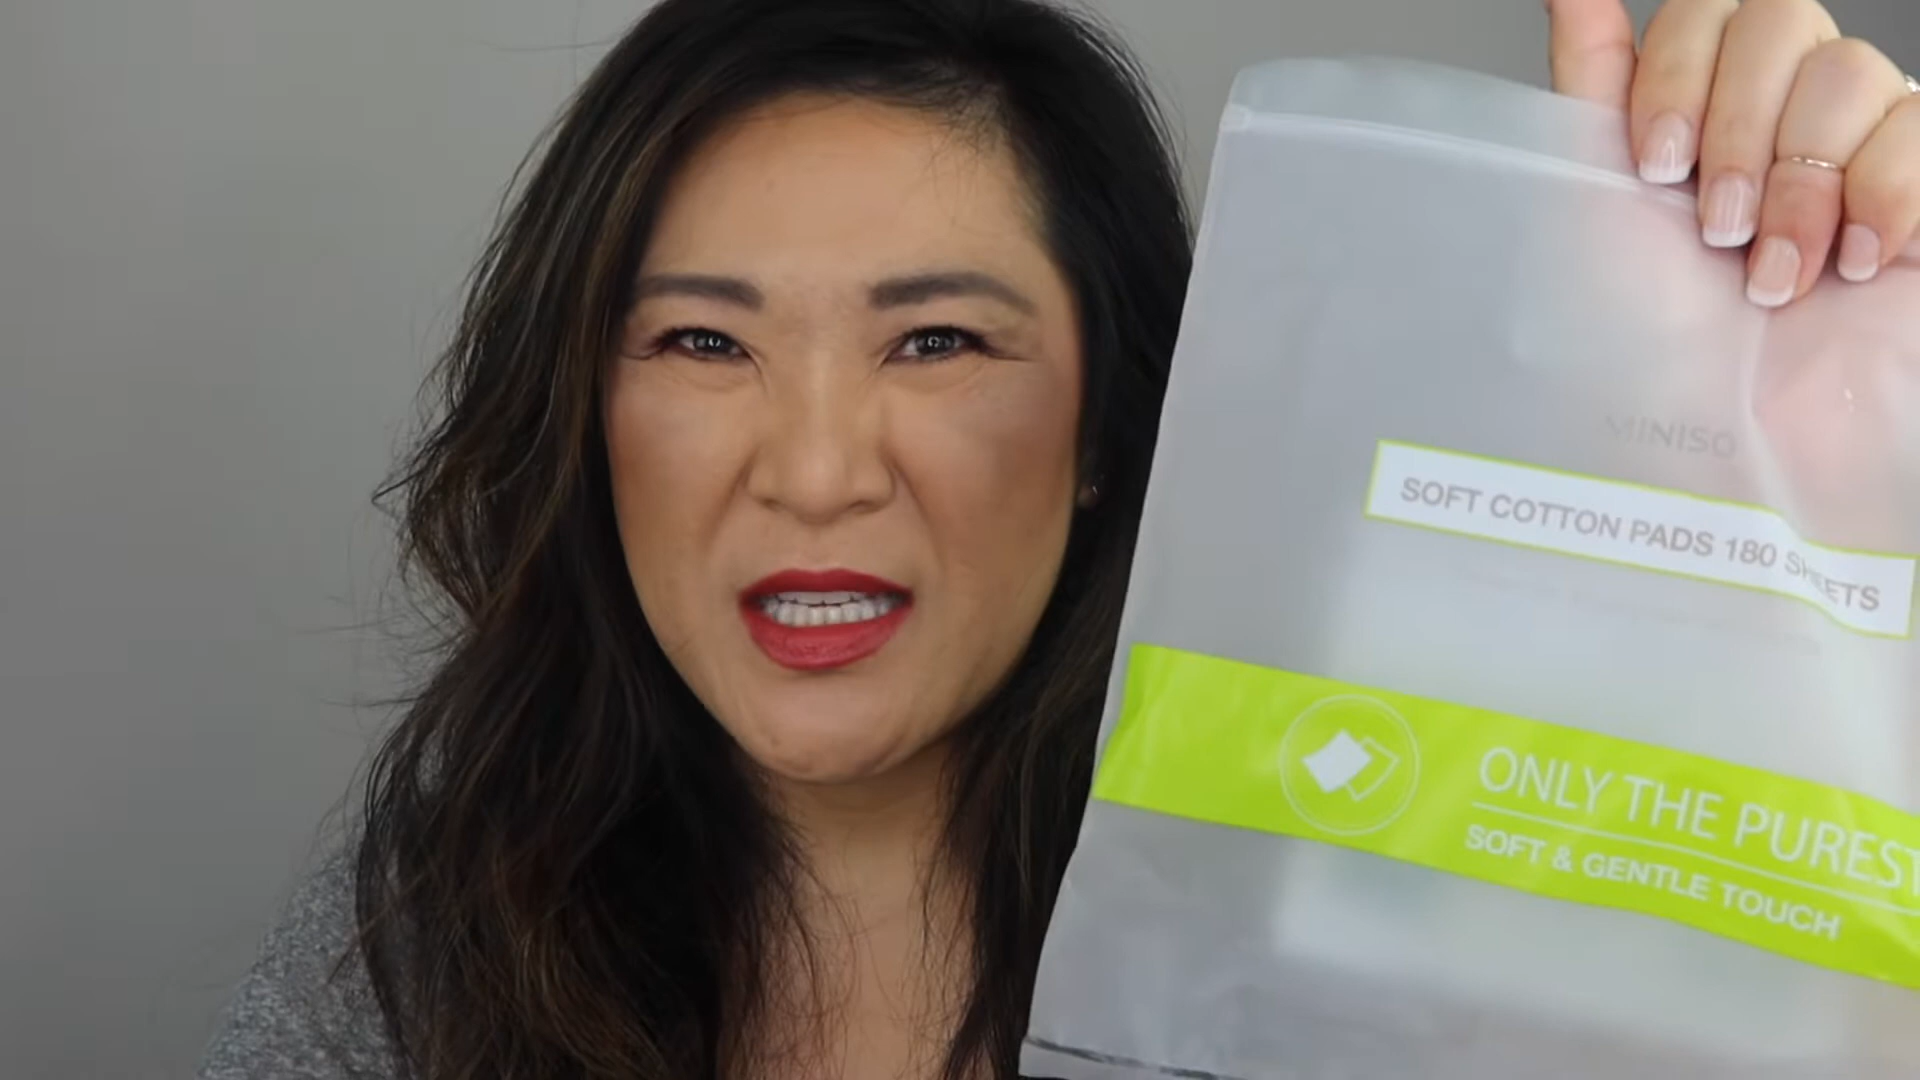 MINISO
SOFT COTTON PADS 180 SHEETS
ONLY THE PUREST
SOFT & GENTLE TOUCH